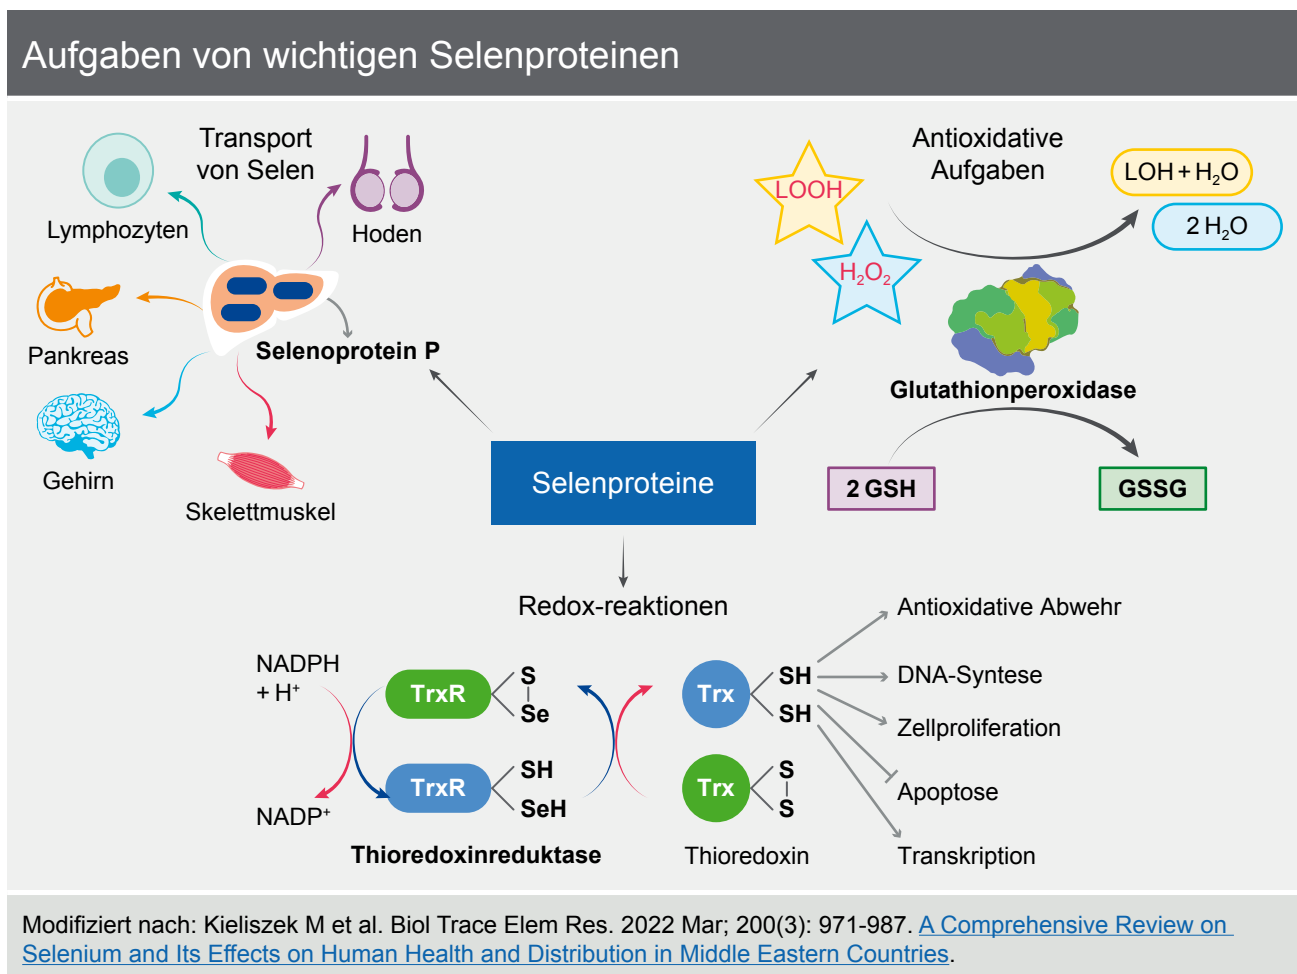 Aufgaben von wichtigen Selenproteinen
Transport
von Selen
Lymphozyten
Hoden
Pankreas
Selenoprotein P
Gehirn
Skelettmuskel
Antioxidative
Aufgaben
LOOH
LOH + H₂O
2 H₂O
H₂O₂
Glutathionperoxidase
2 GSH
GSSG
Selenproteine
Redox-reaktionen
NADPH
+ H⁺
NADP⁺
TrxR
S
Se
TrxR
SH
SeH
Thioredoxinreduktase
Trx
SH
SH
Trx
S
S
Thioredoxin
Antioxidative Abwehr
DNA-Syntese
Zellproliferation
Apoptose
Transkription
Modifiziert nach: Kieliszek M et al. Biol Trace Elem Res. 2022 Mar; 200(3): 971-987. A Comprehensive Review on
Selenium and Its Effects on Human Health and Distribution in Middle Eastern Countries.